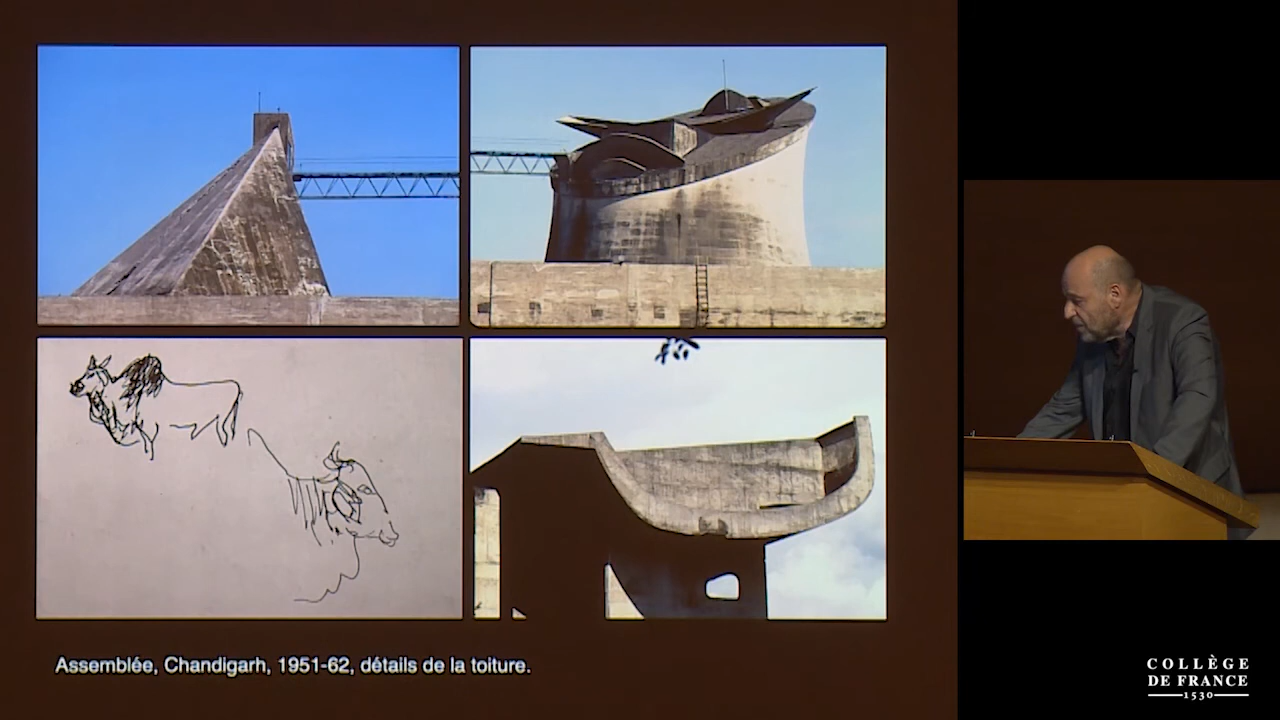 Assemblée, Chandigarh, 1951-62, détails de la toiture.
COLLÈGE
DE FRANCE
1530